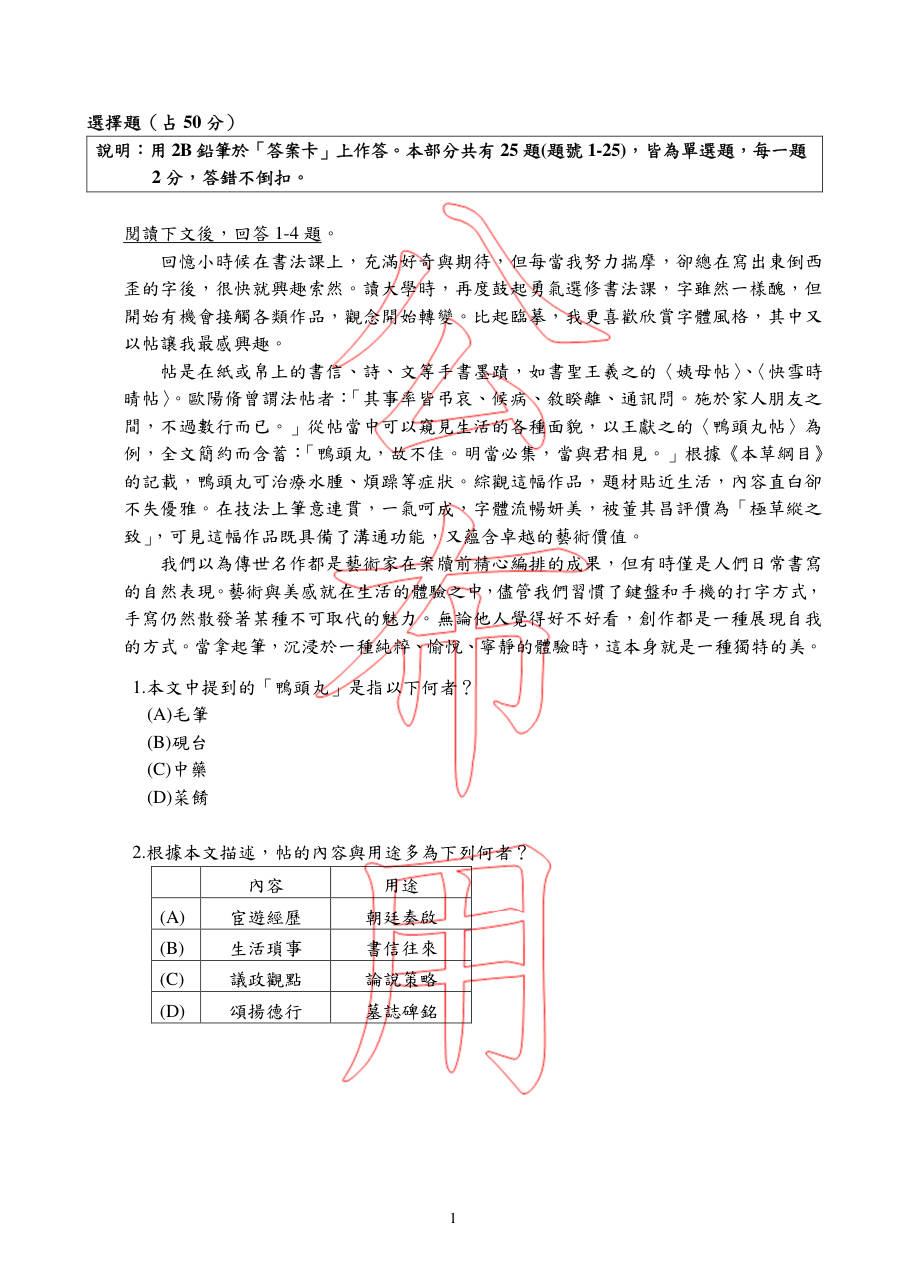 選擇題（占 50 分）
說明：用 2B 鉛筆於「答案卡」上作答。本部分共有 25 題(題號 1-25)，皆為單選題，每一題
2 分，答錯不倒扣。
閱讀下文後，回答 1-4 題。
回憶小時候在書法課上，充滿好奇與期待，但每當我努力揣摩，卻總在寫出東倒西
歪的字後，很快就興趣索然。讀大學時，再度鼓起勇氣選修書法課，字雖然一樣醜，但
開始有機會接觸各類作品，觀念開始轉變。比起臨摹，我更喜歡欣賞字體風格，其中又
以帖讓我最感興趣。
帖是在紙或帛上的書信、詩、文等手書墨蹟，如書聖王羲之的〈姨母帖〉、〈快雪時
晴帖〉。歐陽脩曾謂法帖者：「其事率皆弔哀、候病、敘睽離、通訊問。施於家人朋友之
間，不過數行而已。」從帖當中可以窺見生活的各種面貌，以王獻之的〈鴨頭丸帖〉為
例，全文簡約而含蓄：「鴨頭丸，故不佳。明當必集，當與君相見。」根據《本草綱目》
的記載，鴨頭丸可治療水腫、煩躁等症狀。綜觀這幅作品，題材貼近生活，內容直白卻
不失優雅。在技法上筆意連貫，一氣呵成，字體流暢妍美，被董其昌評價為「極草縱之
致」，可見這幅作品既具備了溝通功能，又蘊含卓越的藝術價值。
我們以為傳世名作都是藝術家在案牘前精心編排的成果，但有時僅是人們日常書寫
的自然表現。藝術與美感就在生活的體驗之中，儘管我們習慣了鍵盤和手機的打字方式，
手寫仍然散發著某種不可取代的魅力。無論他人覺得好不好看，創作都是一種展現自我
的方式。當拿起筆，沉浸於一種純粹、愉悅、寧靜的體驗時，這本身就是一種獨特的美。
1.本文中提到的「鴨頭丸」是指以下何者？
(A)毛筆
(B)硯台
(C)中藥
(D)菜餚
2.根據本文描述，帖的內容與用途多為下列何者？
內容 用途
(A) 宦遊經歷 朝廷奏啟
(B) 生活瑣事 書信往來
(C) 議政觀點 論說策略
(D) 頌揚德行 墓誌碑銘
公布用
1